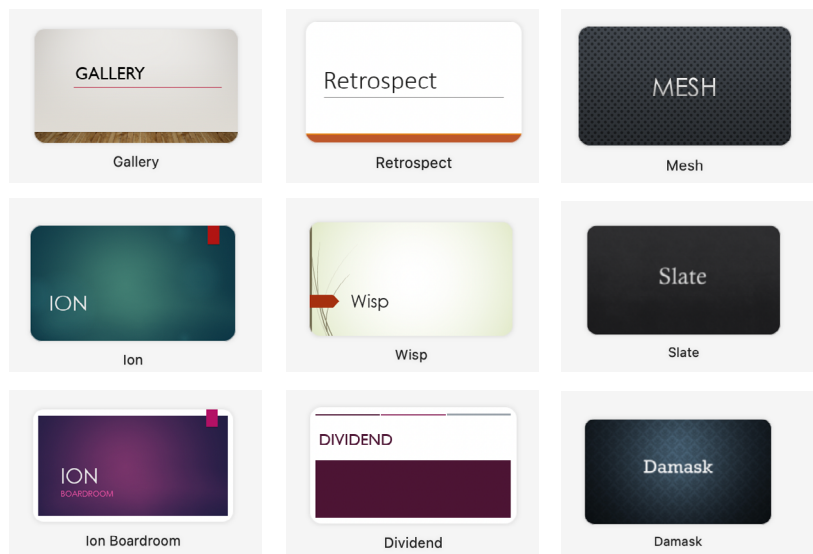 GALLERY
Gallery
Retrospect
Retrospect
MESH
Mesh
ION
Ion
Wisp
Wisp
Slate
Slate
ION
BOARDROOM
Ion Boardroom
DIVIDEND
Dividend
Damask
Damask